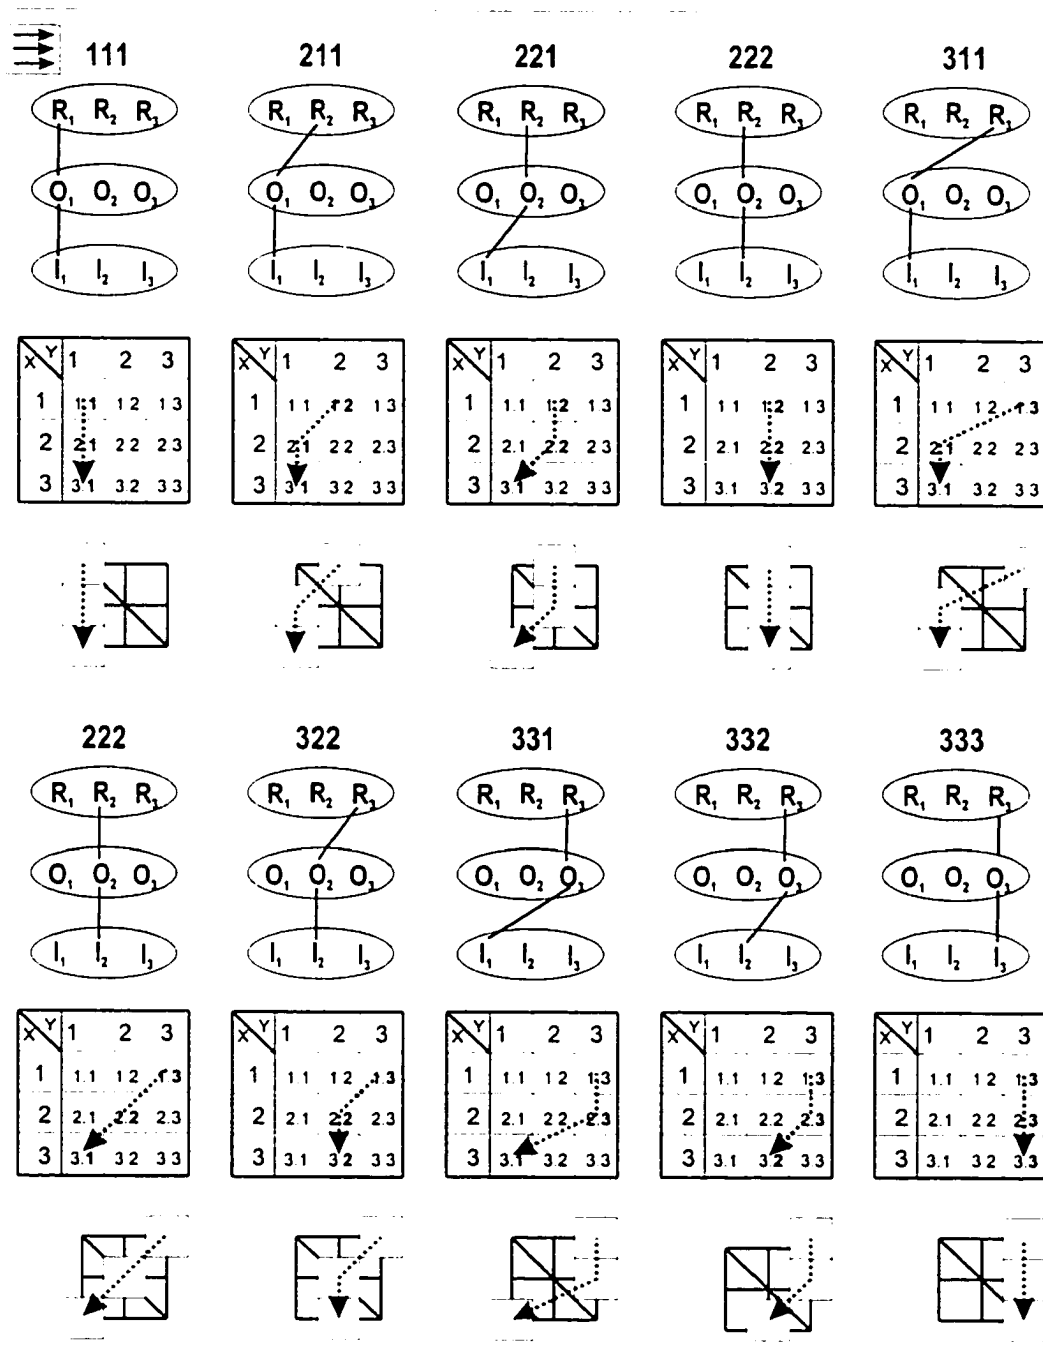 111 211 221 222 311
R₁ R₂ R₃ R₁ R₂ R₃ R₁ R₂ R₃ R₁ R₂ R₃ R₁ R₂ R₃
O₁ O₂ O₃ O₁ O₂ O₃ O₁ O₂ O₃ O₁ O₂ O₃ O₁ O₂ O₃
I₁ I₂ I₃ I₁ I₂ I₃ I₁ I₂ I₃ I₁ I₂ I₃ I₁ I₂ I₃
X Y 1 2 3 X Y 1 2 3 X Y 1 2 3 X Y 1 2 3 X Y 1 2 3
1 1.1 1.2 1.3 1 1.1 1.2 1.3 1 1.1 1.2 1.3 1 1.1 1.2 1.3 1 1.1 1.2 1.3
2 2.1 2.2 2.3 2 2.1 2.2 2.3 2 2.1 2.2 2.3 2 2.1 2.2 2.3 2 2.1 2.2 2.3
3 3.1 3.2 3.3 3 3.1 3.2 3.3 3 3.1 3.2 3.3 3 3.1 3.2 3.3 3 3.1 3.2 3.3
222 322 331 332 333
R₁ R₂ R₃ R₁ R₂ R₃ R₁ R₂ R₃ R₁ R₂ R₃ R₁ R₂ R₃
O₁ O₂ O₃ O₁ O₂ O₃ O₁ O₂ O₃ O₁ O₂ O₃ O₁ O₂ O₃
I₁ I₂ I₃ I₁ I₂ I₃ I₁ I₂ I₃ I₁ I₂ I₃ I₁ I₂ I₃
X Y 1 2 3 X Y 1 2 3 X Y 1 2 3 X Y 1 2 3 X Y 1 2 3
1 1.1 1.2 1.3 1 1.1 1.2 1.3 1 1.1 1.2 1.3 1 1.1 1.2 1.3 1 1.1 1.2 1.3
2 2.1 2.2 2.3 2 2.1 2.2 2.3 2 2.1 2.2 2.3 2 2.1 2.2 2.3 2 2.1 2.2 2.3
3 3.1 3.2 3.3 3 3.1 3.2 3.3 3 3.1 3.2 3.3 3 3.1 3.2 3.3 3 3.1 3.2 3.3